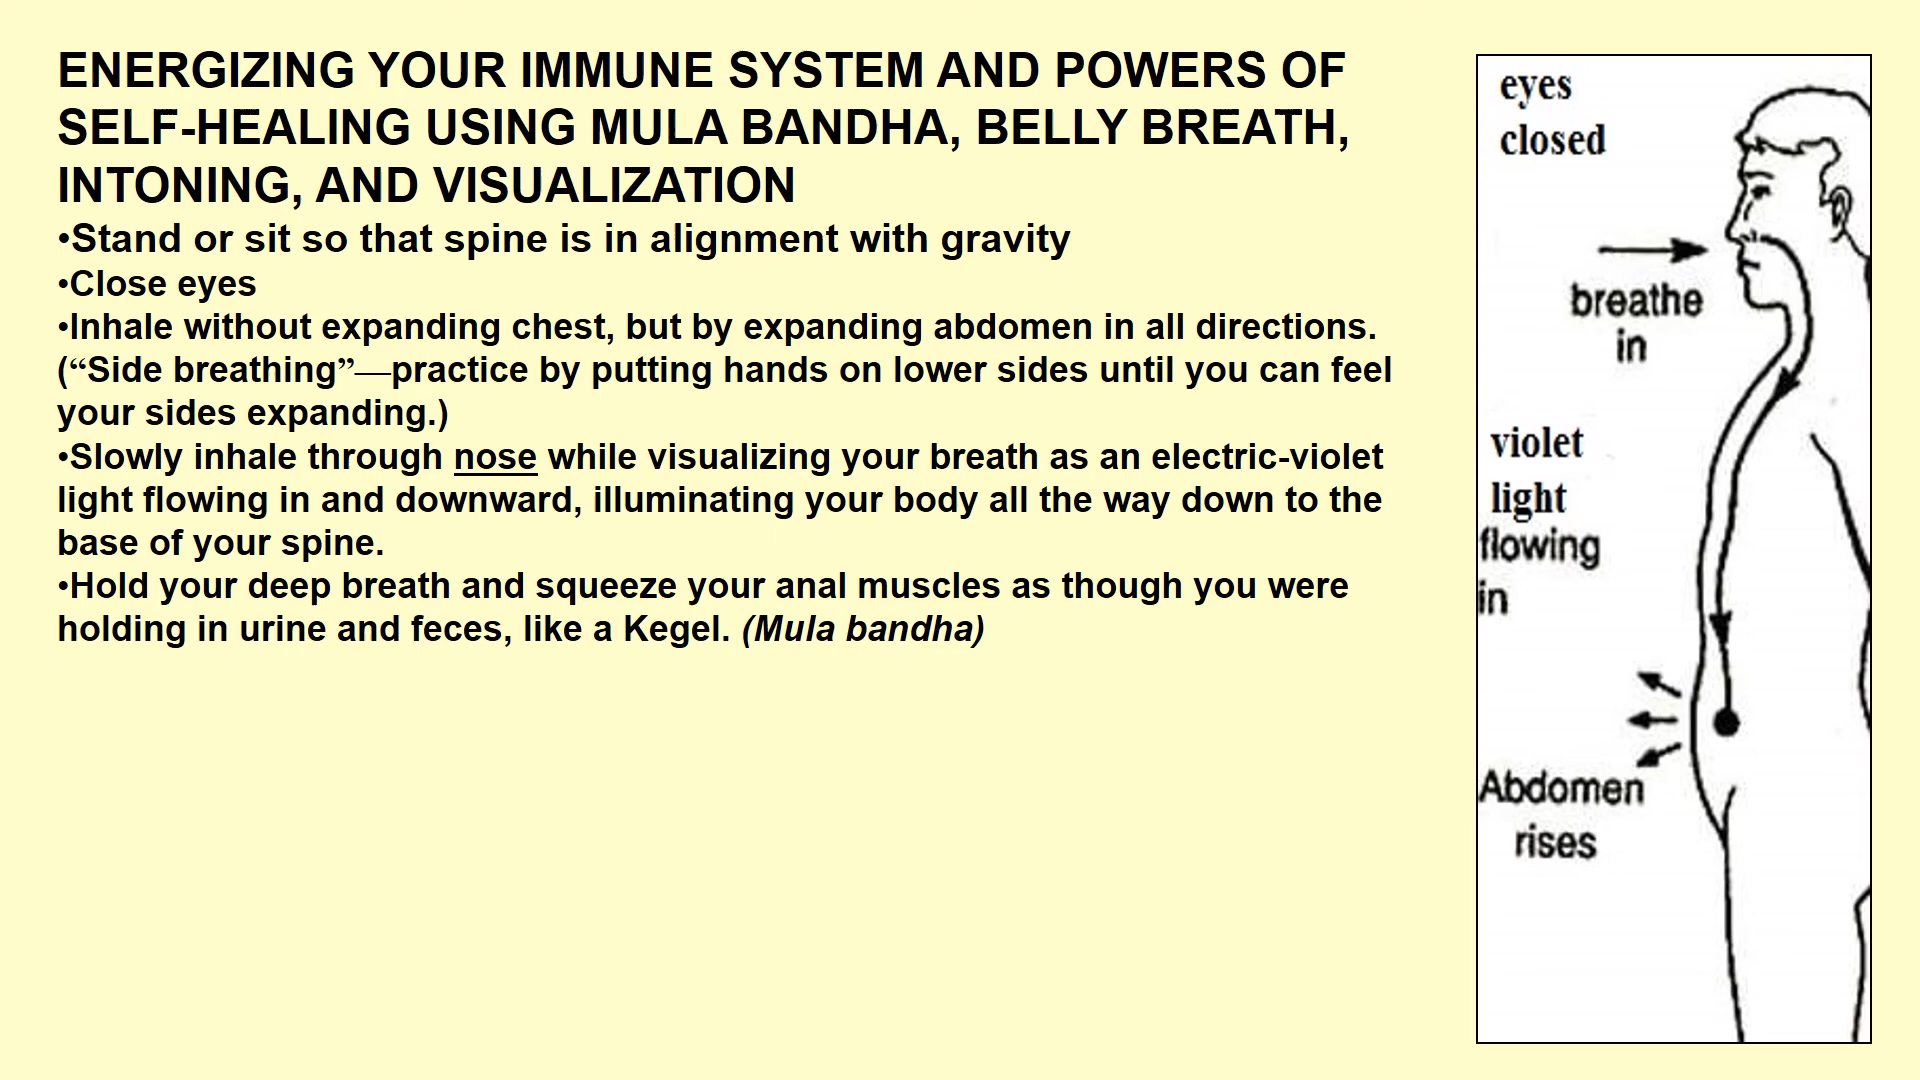 ENERGIZING YOUR IMMUNE SYSTEM AND POWERS OF
SELF-HEALING USING MULA BANDHA, BELLY BREATH,
INTONING, AND VISUALIZATION
•Stand or sit so that spine is in alignment with gravity
•Close eyes
•Inhale without expanding chest, but by expanding abdomen in all directions.
(“Side breathing”—practice by putting hands on lower sides until you can feel
your sides expanding.)
•Slowly inhale through nose while visualizing your breath as an electric-violet
light flowing in and downward, illuminating your body all the way down to the
base of your spine.
•Hold your deep breath and squeeze your anal muscles as though you were
holding in urine and feces, like a Kegel. (Mula bandha)
eyes
closed
breathe
in
violet
light
flowing
in
Abdomen
rises